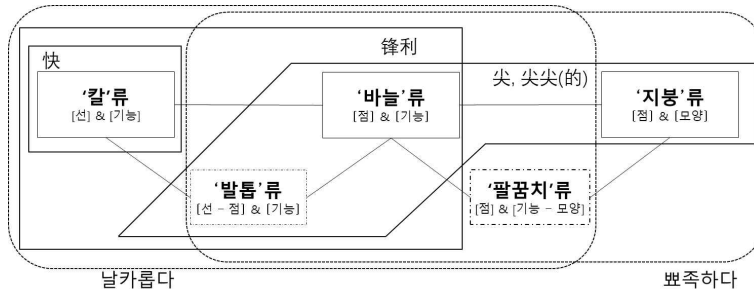 快
锋利
尖, 尖尖(的)
'칼'류
[선] & [기능]
'바늘'류
[점] & [기능]
'지붕'류
[점] & [모양]
'발톱'류
[선 – 점] & [기능]
'팔꿈치'류
[점] & [기능 – 모양]
날카롭다
뾰족하다